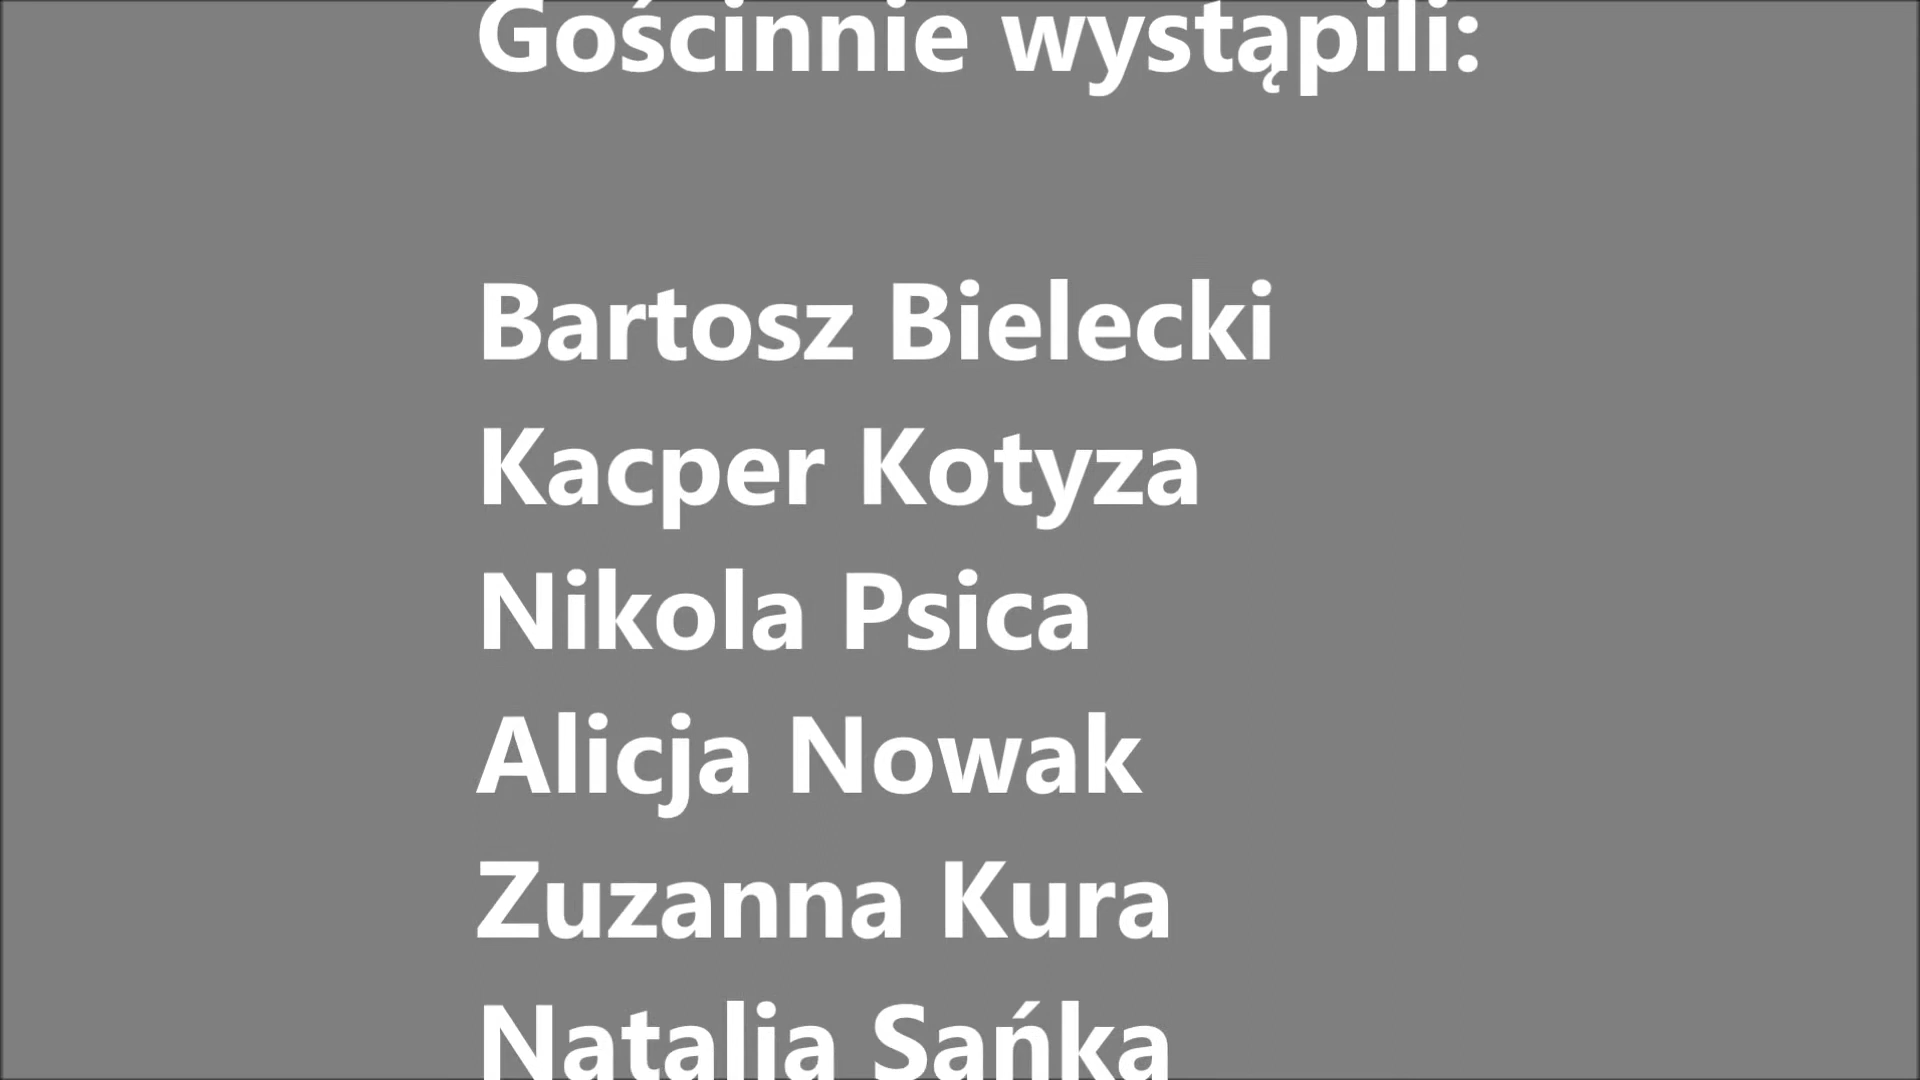 Gościnnie wystąpili:
Bartosz Bielecki
Kacper Kotyza
Nikola Psica
Alicja Nowak
Zuzanna Kura
Natalia Sańka